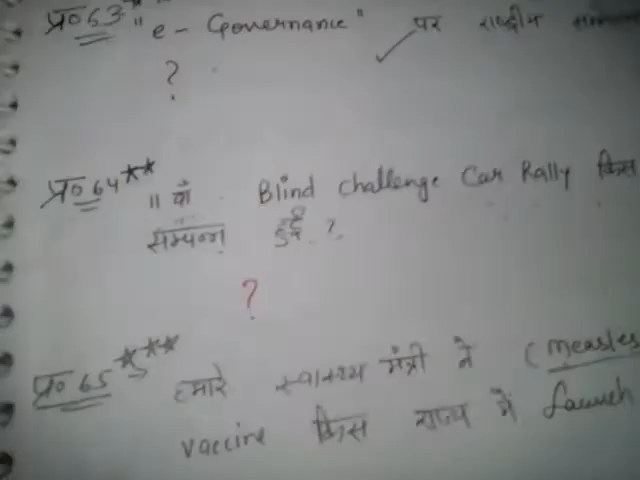 प्र० 63 "e - Governance" पर राष्ट्रीय
?
प्र० 64**
11 वाँ Blind Challenge Car Rally किस
सम्पन्न हुई ?
?
प्र० 65*** हमारे स्वास्थ्य मंत्री ने (Measles
vaccine किस राज्य में launch